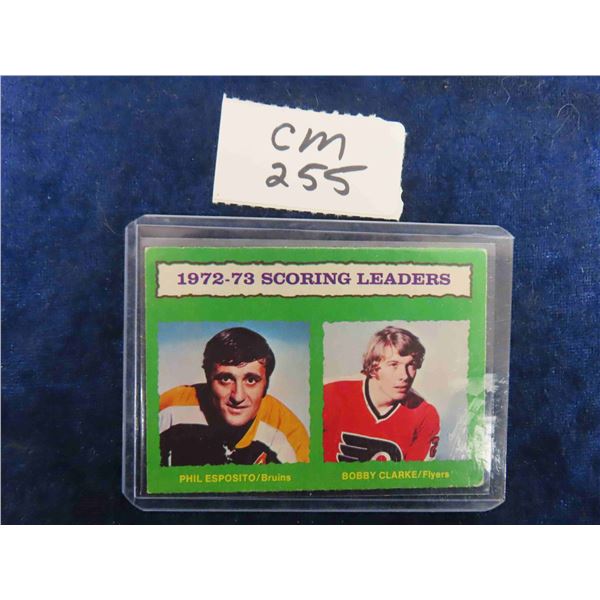 CM
255
1972-73 SCORING LEADERS
PHIL ESPOSITO/Bruins
BOBBY CLARKE/Flyers